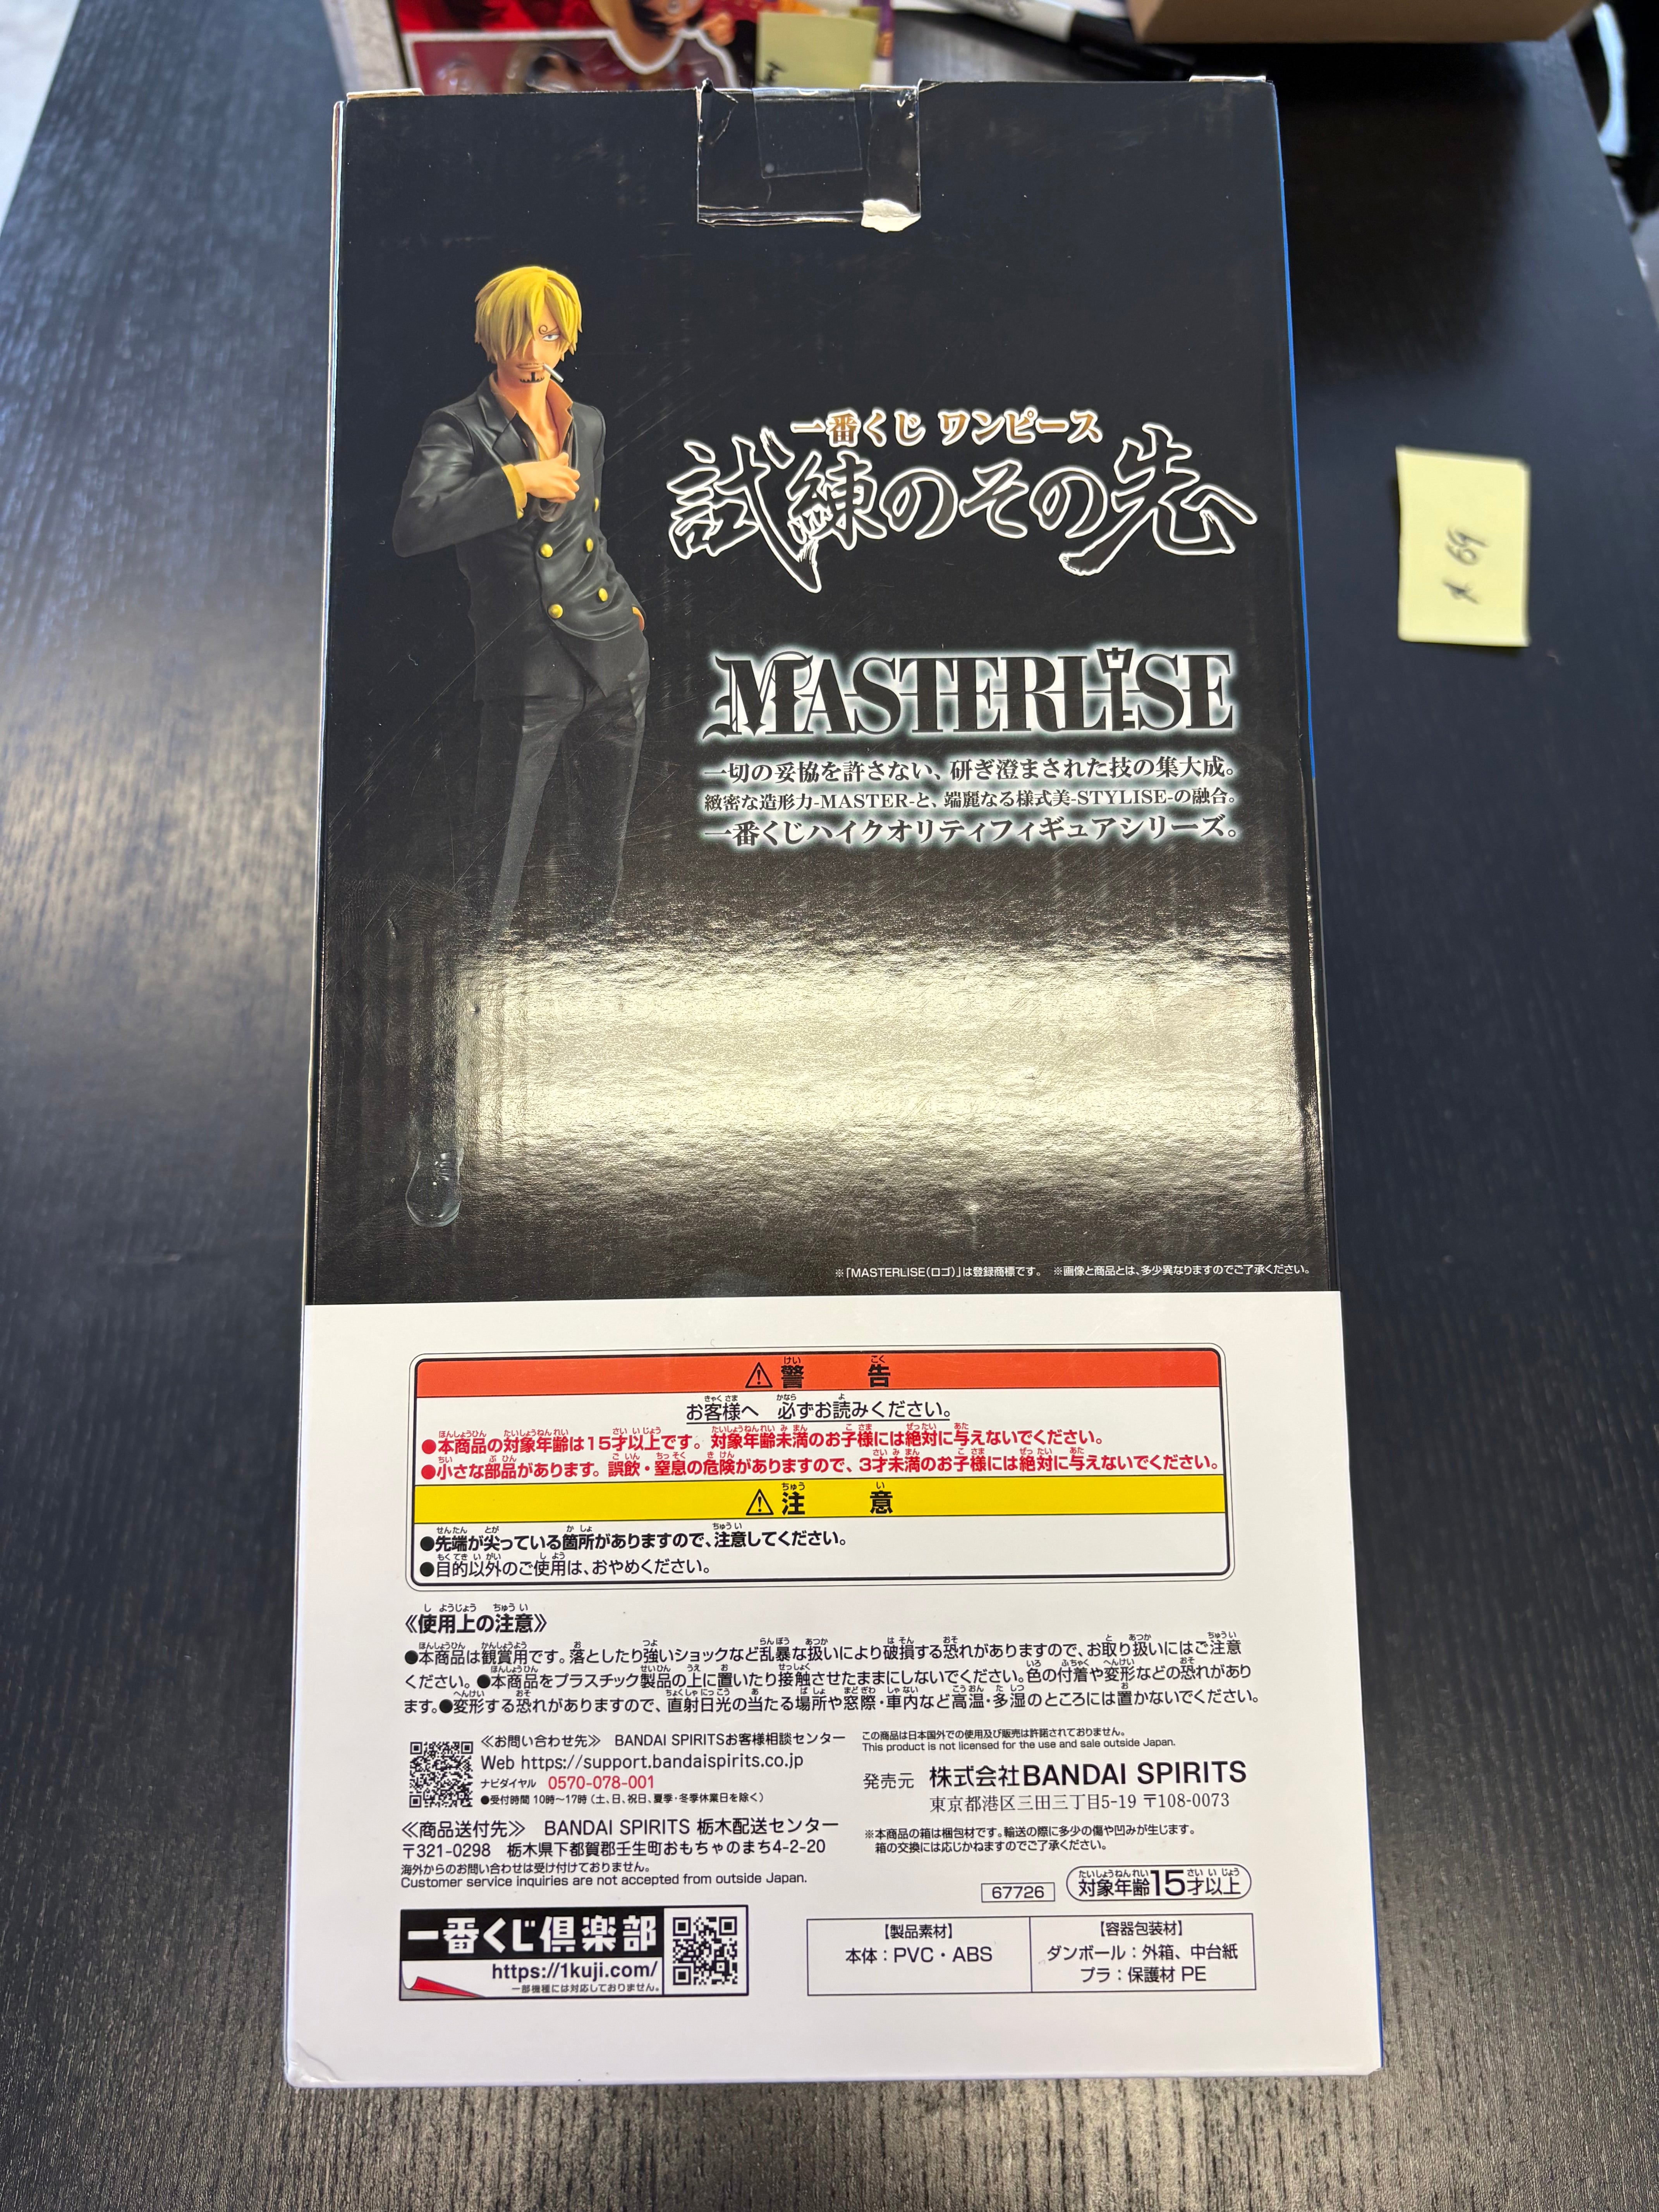 一番くじ ワンピース
試練のその先
MASTERLISE
一切の妥協を許さない、研ぎ澄まされた技の集大成。
緻密な造形力-MASTER-と、端麗なる様式美-STYLISE-の融合。
一番くじハイクオリティフィギュアシリーズ。
※「MASTERLISE(ロゴ)」は登録商標です。 ※画像と商品とは、多少異なりますのでご了承ください。
⚠警告
お客様へ 必ずお読みください。
●本商品の対象年齢は15才以上です。対象年齢未満のお子様には絶対に与えないでください。
●小さな部品があります。誤飲・窒息の危険がありますので、3才未満のお子様には絶対に与えないでください。
⚠注意
●先端が尖っている箇所がありますので、注意してください。
●目的以外のご使用は、おやめください。
《使用上の注意》
●本商品は観賞用です。落としたり強いショックなど乱暴な扱いにより破損する恐れがありますので、お取り扱いにはご注意
ください。●本商品をプラスチック製品の上に置いたり接触させたままにしないでください。色の付着や変形などの恐れがあり
ます。●変形する恐れがありますので、直射日光の当たる場所や窓際・車内など高温・多湿のところには置かないでください。
≪お問い合わせ先≫ BANDAI SPIRITSお客様相談センター
Web https://support.bandaispirits.co.jp
ナビダイヤル 0570-078-001
●受付時間 10時〜17時（土、日、祝日、夏季・冬季休業日を除く）
≪商品送付先≫ BANDAI SPIRITS 栃木配送センター
〒321-0298 栃木県下都賀郡壬生町おもちゃのまち4-2-20
海外からのお問い合わせは受け付けておりません。
Customer service inquiries are not accepted from outside Japan.
この商品は日本国外での使用及び販売は許諾されておりません。
This product is not licensed for the use and sale outside Japan.
発売元 株式会社BANDAI SPIRITS
東京都港区三田三丁目5-19 〒108-0073
※本商品の箱は梱包材です。輸送の際に多少の傷や凹みが生じます。
箱の交換には応じかねますのでご了承ください。
67726
対象年齢15才以上
一番くじ倶楽部
https://1kuji.com/
一部機種には対応しておりません。
【製品素材】
本体：PVC・ABS
【容器包装材】
ダンボール：外箱、中台紙
プラ：保護材 PE
69